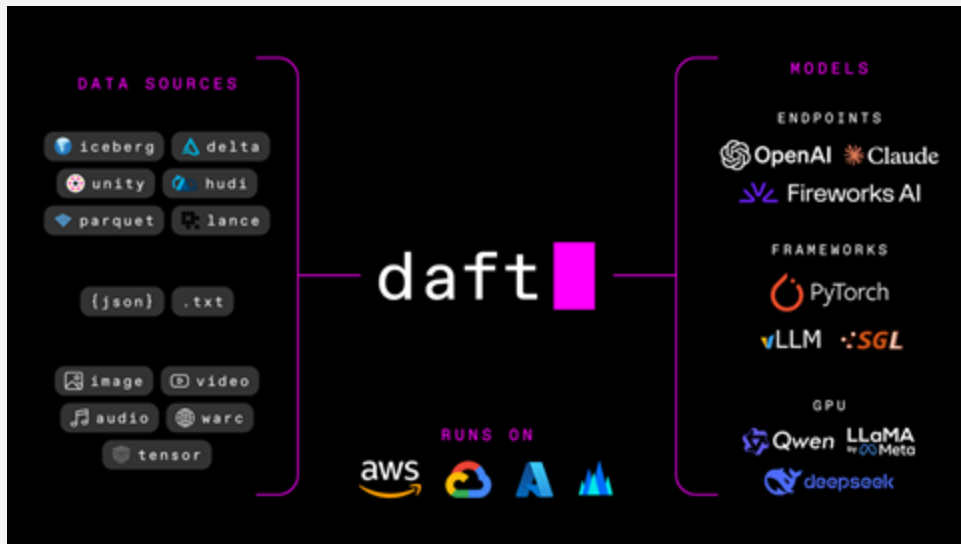 DATA SOURCES
iceberg
delta
unity
hudi
parquet
lance
{json}
.txt
image
video
audio
warc
tensor
daft
RUNS ON
aws
MODELS
ENDPOINTS
OpenAI
Claude
Fireworks AI
FRAMEWORKS
PyTorch
vLLM
SGL
GPU
Qwen
LLaMA
by Meta
deepseek